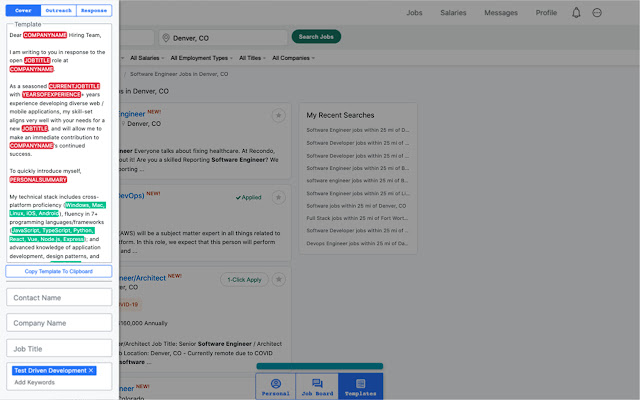 Cover Outreach Response
Template
Dear COMPANYNAME Hiring Team,
I am writing to you in response to the
open JOBTITLE role at
COMPANYNAME.
As a seasoned CURRENTJOBTITLE
with YEARSOFEXPERIENCE+ years
experience developing diverse web /
mobile applications, my skill-set
aligns very well with your needs for a
new JOBTITLE, and will allow me to
make an immediate contribution to
COMPANYNAME's continued
success.
To quickly introduce myself,
PERSONALSUMMARY
My technical stack includes cross-
platform proficiency (Windows, Mac,
Linux, iOS, Android), fluency in 7+
programming languages/frameworks
(JavaScript, TypeScript, Python,
React, Vue, Node.js, Express); and
advanced knowledge of application
development, design patterns, and
Copy Template To Clipboard
Contact Name
Company Name
Job Title
Test Driven Development ×
Add Keywords
Jobs Salaries Messages Profile
Denver, CO
Search Jobs
All Salaries All Employment Types All Titles All Companies
/ Software Engineer Jobs in Denver, CO
s in Denver, CO
ngineer NEW!
Denver, CO
neer Everyone talks about fixing healthcare. At Recondo,
out it! Are you a skilled Reporting Software Engineer? We
porting ...
DevOps) NEW!
Applied
AWS) will be a subject matter expert in all things related to
tform. In this role, we expect that this person will perform
and ...
neer/Architect NEW!
1-Click Apply
er, CO
VID-19
160,000 Annually
er/Architect Job Title: Senior Software Engineer / Architect
Job Location: Denver, CO - Currently remote due to COVID
software ...
ngineer NEW!
Colorado
My Recent Searches
Software Engineer jobs within 25 mi of D...
Software Developer jobs within 25 mi of ...
Software Engineer jobs within 25 mi of ...
Software Engineer jobs within 25 mi of b...
Software Engineer jobs within 25 mi of Li...
Software Developer jobs within 25 mi of ...
Software Engineer jobs within 25 mi of D...
Full Stack jobs within 25 mi of Fort Wor...
Software Developer jobs within 25 mi of ...
Devops Engineer jobs within 25 mi of De...
Personal Job Board Templates